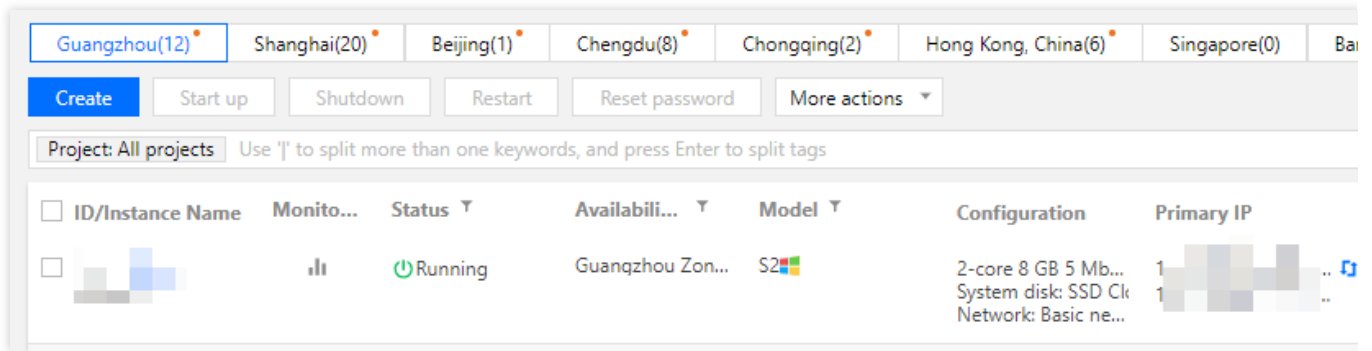 Guangzhou(12) Shanghai(20) Beijing(1) Chengdu(8) Chongqing(2) Hong Kong, China(6) Singapore(0)
Create Start up Shutdown Restart Reset password More actions
Project: All projects Use '|' to split more than one keywords, and press Enter to split tags
ID/Instance Name Monito... Status Availabili... Model Configuration Primary IP
Running Guangzhou Zon... S2 2-core 8 GB 5 Mb... 1
System disk: SSD Clo 1
Network: Basic ne...